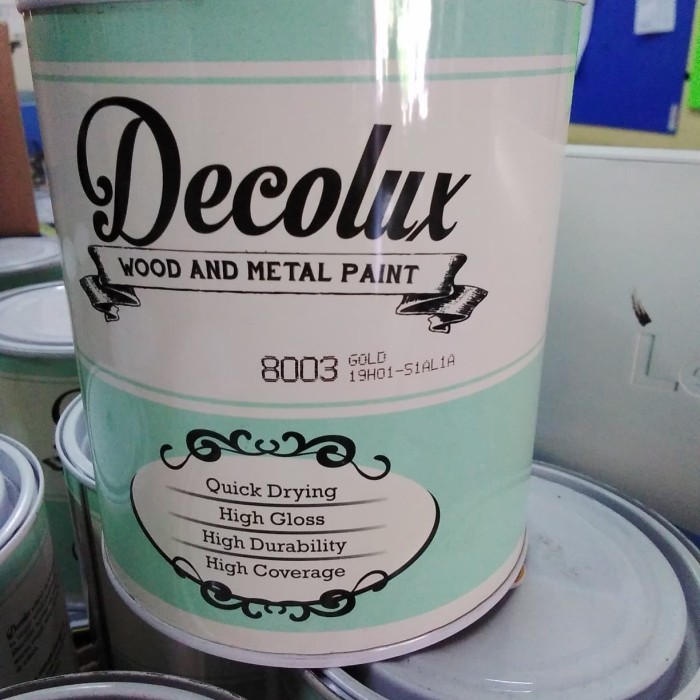 Decolux
WOOD AND METAL PAINT
8003 GOLD
19H01-S1AL1A
Quick Drying
High Gloss
High Durability
High Coverage